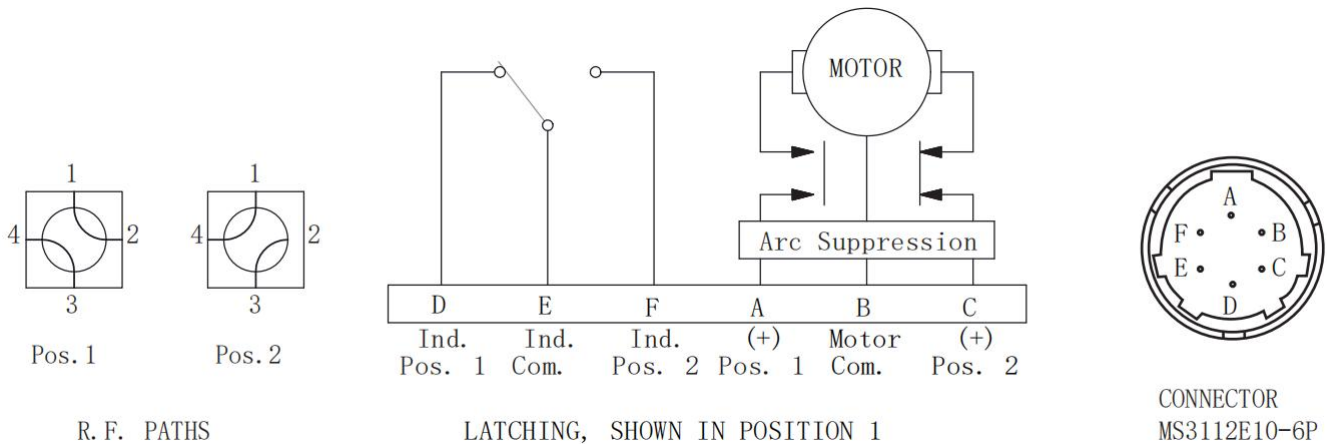 1
4
2
3
Pos.1
1
4
2
3
Pos.2
R.F. PATHS
MOTOR
Arc Suppression
D E F A B C
Ind. Ind. Ind. (+) Motor (+)
Pos. 1 Com. Pos. 2 Pos. 1 Com. Pos. 2
LATCHING, SHOWN IN POSITION 1
A
F B
E C
D
CONNECTOR
MS3112E10-6P